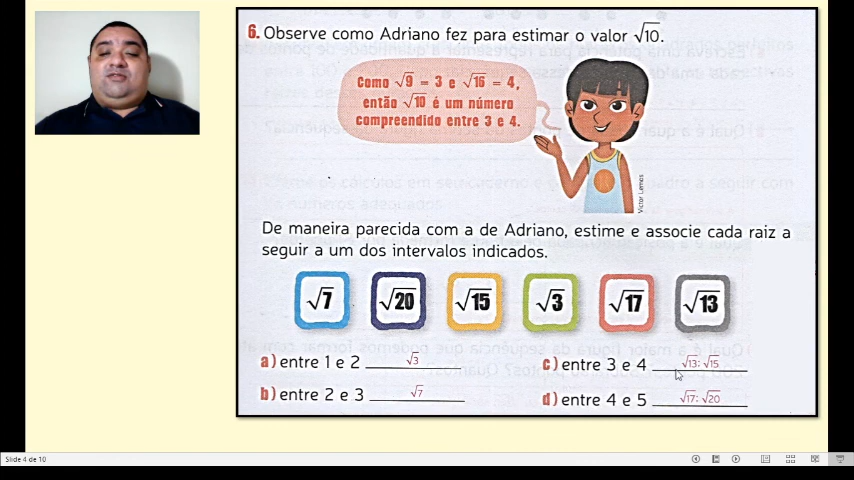 6. Observe como Adriano fez para estimar o valor √10.
Como √9 = 3 e √16 = 4,
então √10 é um número
compreendido entre 3 e 4.
Victor Lemos
De maneira parecida com a de Adriano, estime e associe cada raiz a
seguir a um dos intervalos indicados.
√7 √20 √15 √3 √17 √13
a) entre 1 e 2 √3
c) entre 3 e 4 √13; √15
b) entre 2 e 3 √7
d) entre 4 e 5 √17; √20
Slide 4 de 10